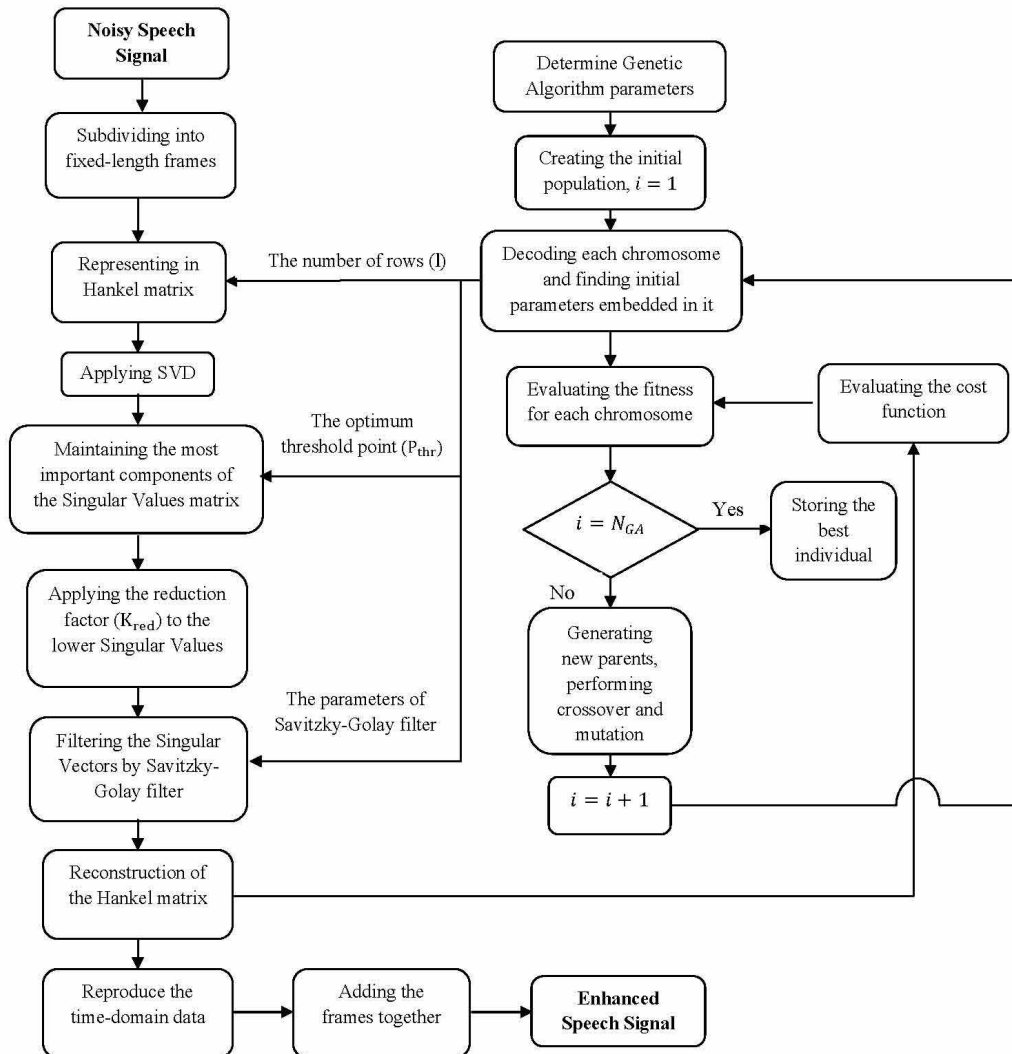 Noisy Speech
Signal
Subdividing into
fixed-length frames
Representing in
Hankel matrix
Applying SVD
Maintaining the most
important components of
the Singular Values matrix
Applying the reduction
factor (K_red) to the
lower Singular Values
Filtering the Singular
Vectors by Savitzky-
Golay filter
Reconstruction of
the Hankel matrix
Reproduce the
time-domain data
Adding the
frames together
Enhanced
Speech Signal
The number of rows (l)
The optimum
threshold point (P_thr)
The parameters of
Savitzky-Golay filter
Determine Genetic
Algorithm parameters
Creating the initial
population, i = 1
Decoding each chromosome
and finding initial
parameters embedded in it
Evaluating the fitness
for each chromosome
Evaluating the cost
function
i = N_GA
Yes
Storing the
best
individual
No
Generating
new parents,
performing
crossover and
mutation
i = i + 1